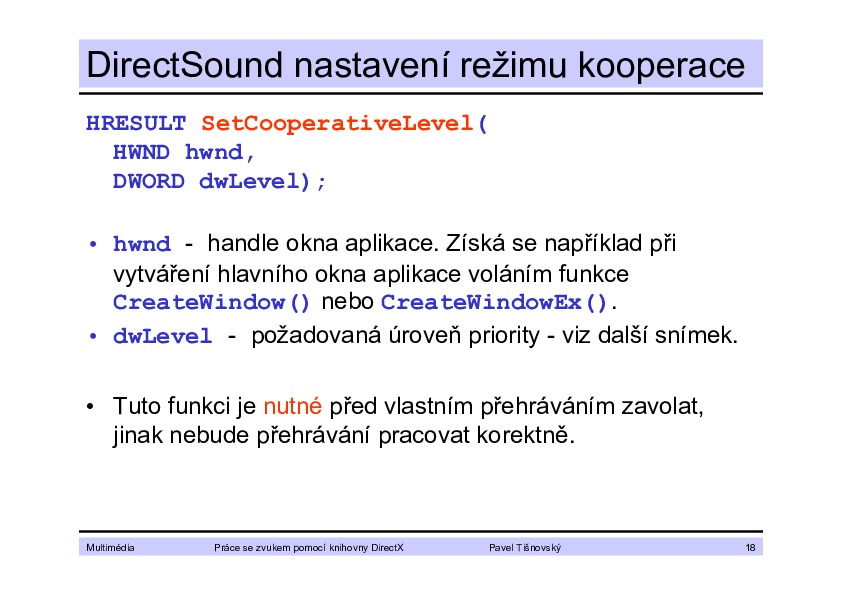 DirectSound nastavení režimu kooperace
HRESULT SetCooperativeLevel(
HWND hwnd,
DWORD dwLevel);
• hwnd - handle okna aplikace. Získá se například při
vytváření hlavního okna aplikace voláním funkce
CreateWindow() nebo CreateWindowEx().
• dwLevel - požadovaná úroveň priority - viz další snímek.
• Tuto funkci je nutné před vlastním přehráváním zavolat,
jinak nebude přehrávání pracovat korektně.
Multimédia Práce se zvukem pomocí knihovny DirectX Pavel Tišnovský 18